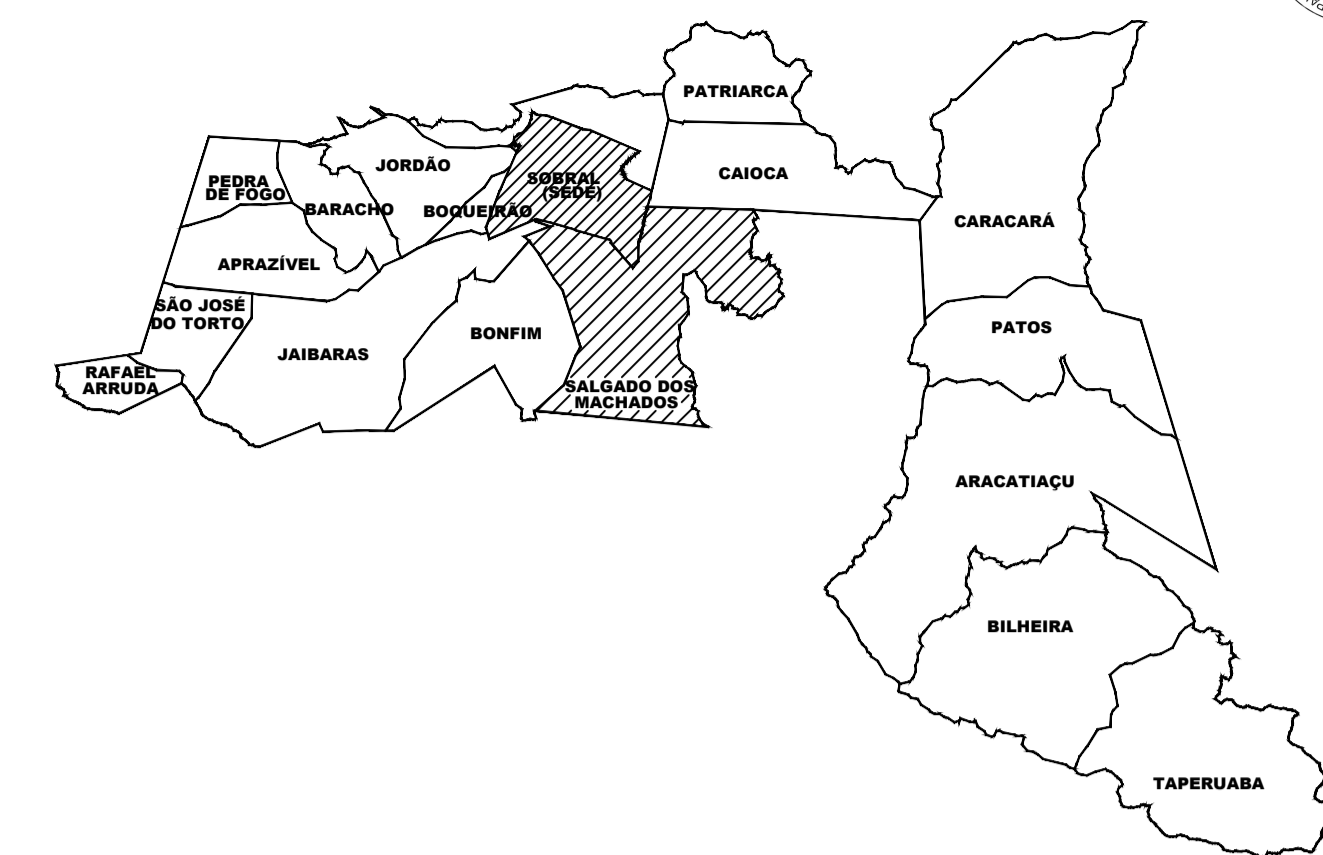 PATRIARCA
JORDÃO
CAIOCA
PEDRA
DE FOGO
SOBRAL
(SEDE)
BARACHO
BOQUEIRÃO
CARACARÁ
APRAZÍVEL
SÃO JOSÉ
DO TORTO
PATOS
BONFIM
JAIBARAS
RAFAEL
ARRUDA
SALGADO DOS
MACHADOS
ARACATIAÇU
BILHEIRA
TAPERUABA